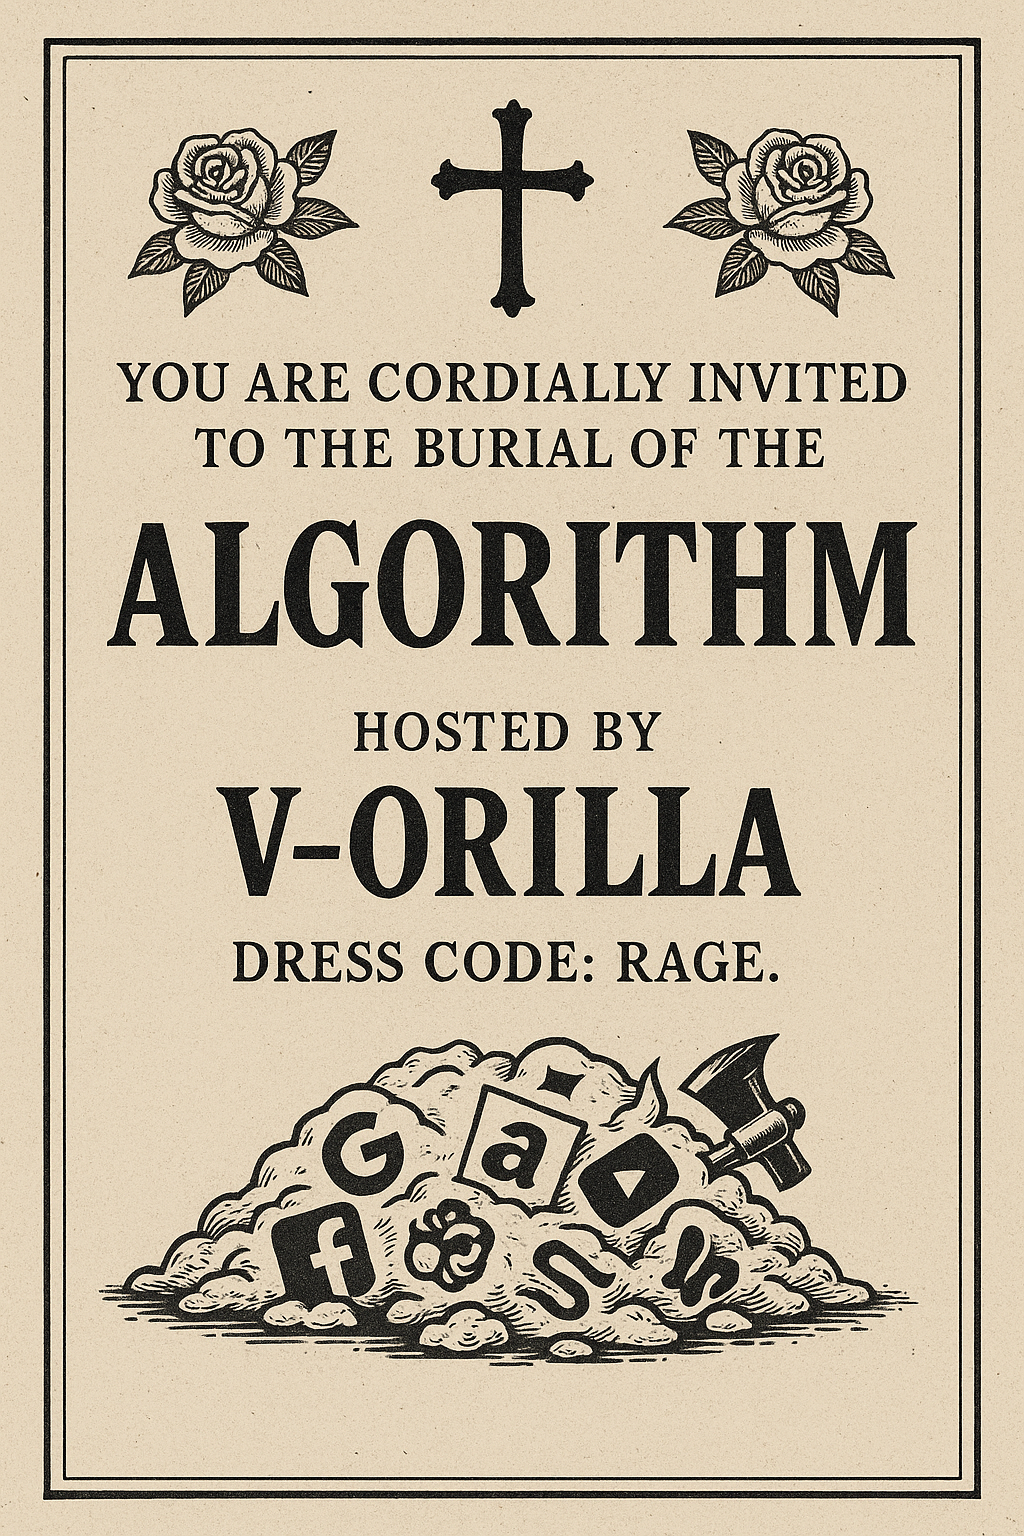 YOU ARE CORDIALLY INVITED
TO THE BURIAL OF THE
ALGORITHM
HOSTED BY
V-ORILLA
DRESS CODE: RAGE.
G
a
f
S